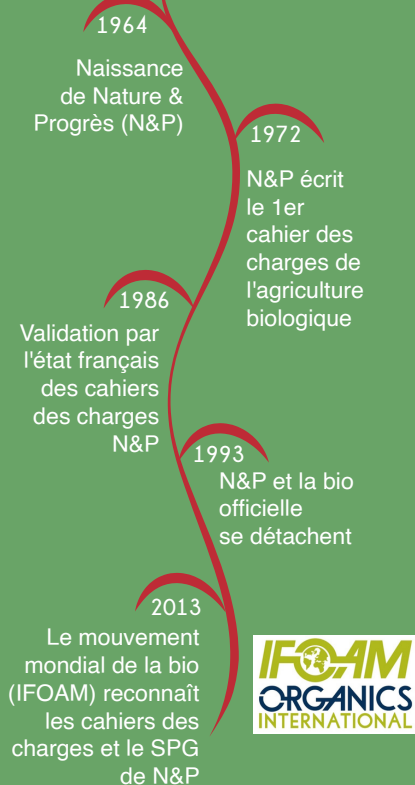 1964
Naissance
de Nature &
Progrès (N&P)
1972
N&P écrit
le 1er
cahier des
charges de
l'agriculture
biologique
1986
Validation par
l'état français
des cahiers
des charges
N&P
1993
N&P et la bio
officielle
se détachent
2013
Le mouvement
mondial de la bio
(IFOAM) reconnaît
les cahiers des
charges et le SPG
de N&P
IFOAM
ORGANICS
INTERNATIONAL